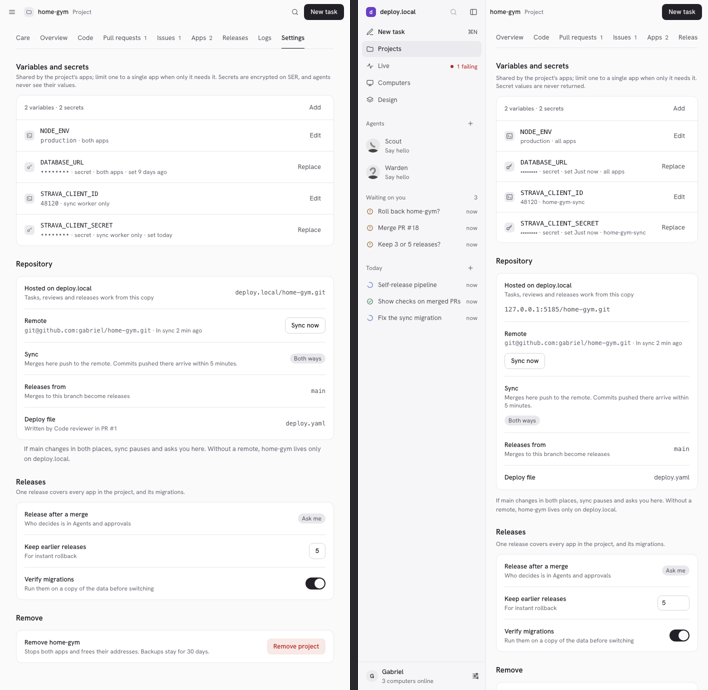 home-gym Project
New task
Care Overview Code Pull requests 1 Issues 1 Apps 2 Releases Logs Settings
Variables and secrets
Shared by the project's apps; limit one to a single app when only it needs it. Secrets are encrypted on SER, and agents
never see their values.
2 variables · 2 secrets Add
NODE_ENV
production · both apps
Edit
DATABASE_URL
•••••••• · secret · both apps · set 9 days ago
Replace
STRAVA_CLIENT_ID
48120 · sync worker only
Edit
STRAVA_CLIENT_SECRET
•••••••• · secret · sync worker only · set today
Replace
Repository
Hosted on deploy.local
Tasks, reviews and releases work from this copy
deploy.local/home-gym.git
Remote
git@github.com:gabriel/home-gym.git · In sync 2 min ago
Sync now
Sync
Merges here push to the remote. Commits pushed there arrive within 5 minutes.
Both ways
Releases from
Merges to this branch become releases
main
Deploy file
Written by Code reviewer in PR #1
deploy.yaml
If main changes in both places, sync pauses and asks you here. Without a remote, home-gym lives only
on deploy.local.
Releases
One release covers every app in the project, and its migrations.
Release after a merge
Who decides is in Agents and approvals
Ask me
Keep earlier releases
For instant rollback
5
Verify migrations
Run them on a copy of the data before switching
Remove
Remove home-gym
Stops both apps and frees their addresses. Backups stay for 30 days.
Remove project
d deploy.local
New task ⌘N
Projects
Live 1 failing
Computers
Design
Agents
Scout
Say hello
Warden
Say hello
Waiting on you 3
Roll back home-gym? now
Merge PR #18 now
Keep 3 or 5 releases? now
Today
Self-release pipeline now
Show checks on merged PRs now
Fix the sync migration now
G Gabriel
3 computers online
home-gym Project
New task
Overview Code Pull requests 1 Issues 1 Apps 2 Releas
Variables and secrets
Shared by the project's apps; limit one to a single app when only it needs it.
Secret values are never returned.
2 variables · 2 secrets Add
NODE_ENV
production · all apps
Edit
DATABASE_URL
•••••••• · secret · set Just now · all apps
Replace
STRAVA_CLIENT_ID
48120 · home-gym-sync
Edit
STRAVA_CLIENT_SECRET
•••••••• · secret · set Just now · home-gym-sync
Replace
Repository
Hosted on deploy.local
Tasks, reviews and releases work from this copy
127.0.0.1:5185/home-gym.git
Remote
git@github.com:gabriel/home-gym.git · In sync 2 min ago
Sync now
Sync
Merges here push to the remote. Commits pushed there arrive within
5 minutes.
Both ways
Releases from
Merges to this branch become releases
main
Deploy file deploy.yaml
If main changes in both places, sync pauses and asks you here. Without a
remote, home-gym lives only on deploy.local.
Releases
One release covers every app in the project, and its migrations.
Release after a merge
Who decides is in Agents and approvals
Ask me
Keep earlier releases
For instant rollback
5
Verify migrations
Run them on a copy of the data before switching
Remove